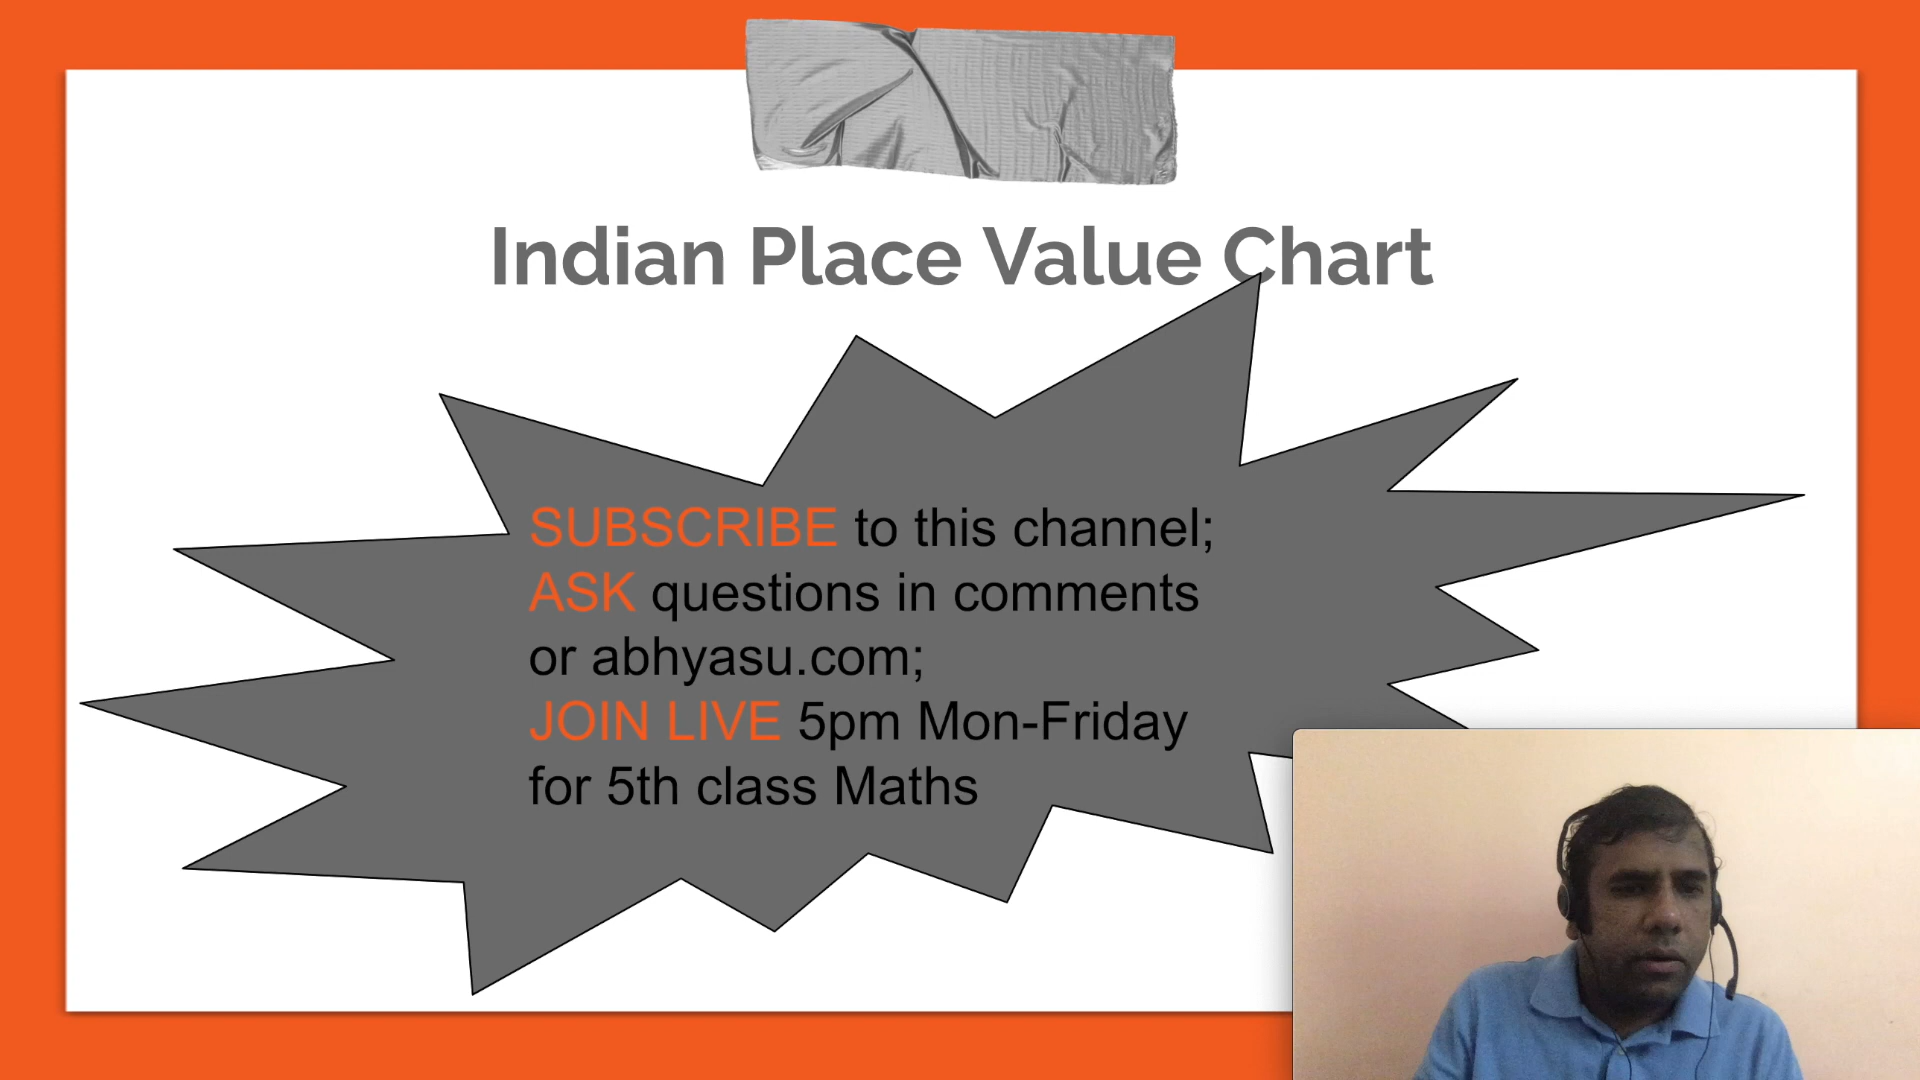 Indian Place Value Chart
SUBSCRIBE to this channel;
ASK questions in comments
or abhyasu.com;
JOIN LIVE 5pm Mon-Friday
for 5th class Maths